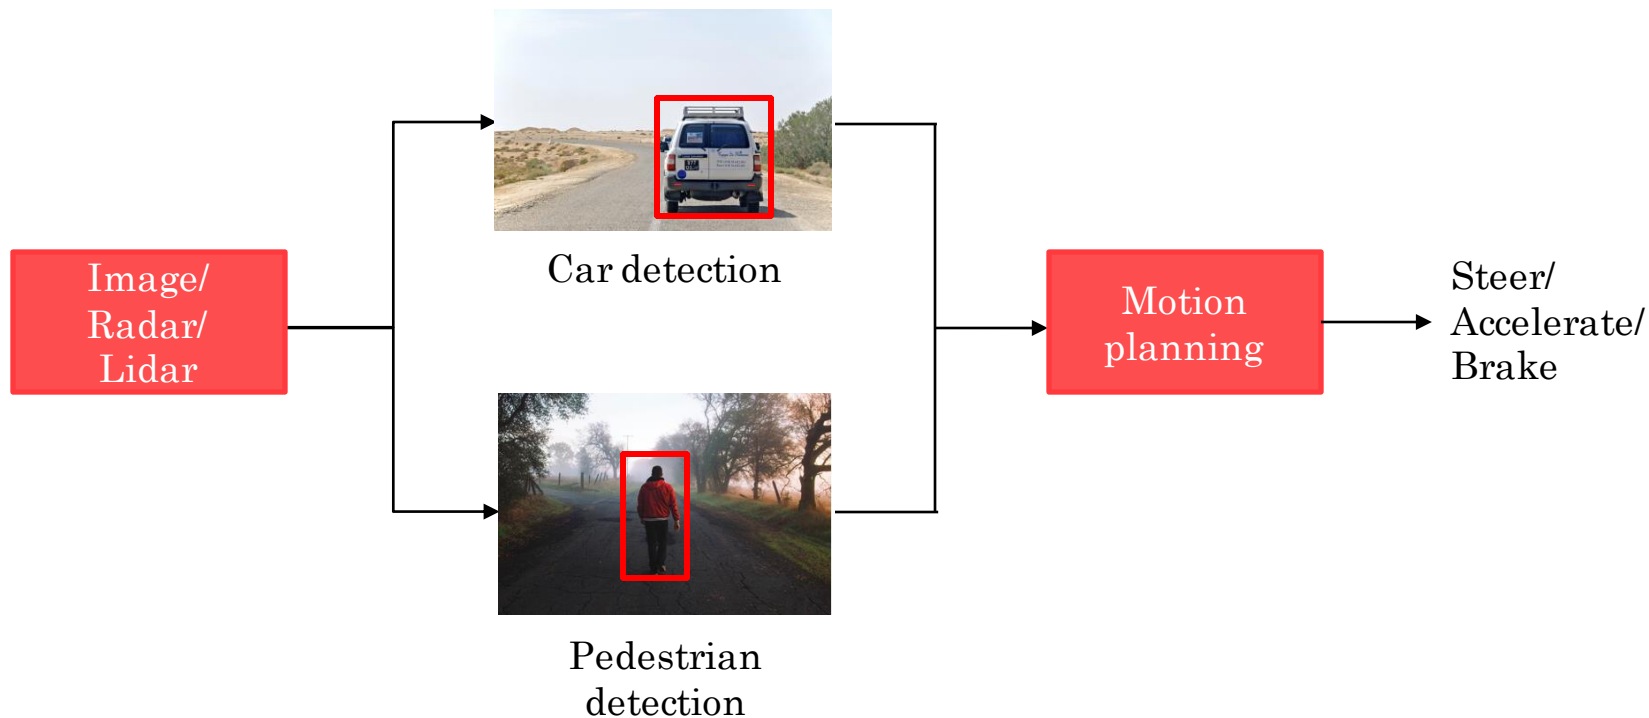 Image/
Radar/
Lidar
Car detection
Pedestrian
detection
Motion
planning
Steer/
Accelerate/
Brake